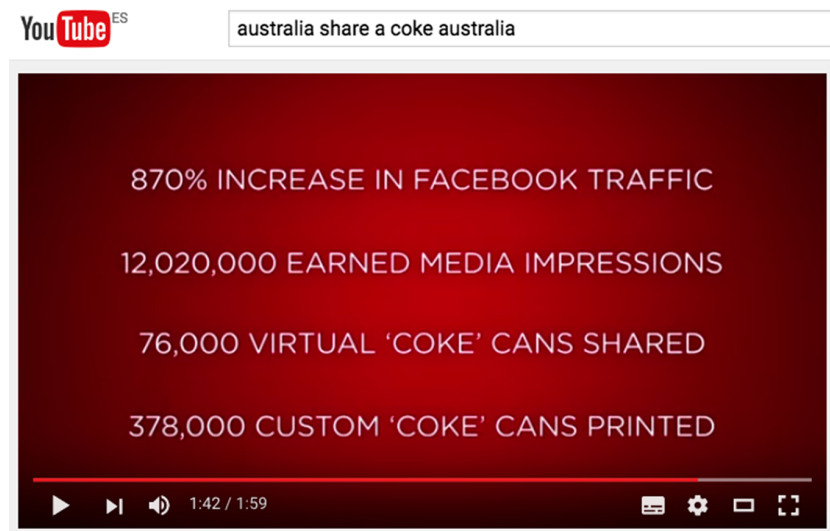 YouTube ES
australia share a coke australia
870% INCREASE IN FACEBOOK TRAFFIC
12,020,000 EARNED MEDIA IMPRESSIONS
76,000 VIRTUAL ‘COKE’ CANS SHARED
378,000 CUSTOM ‘COKE’ CANS PRINTED
1:42 / 1:59